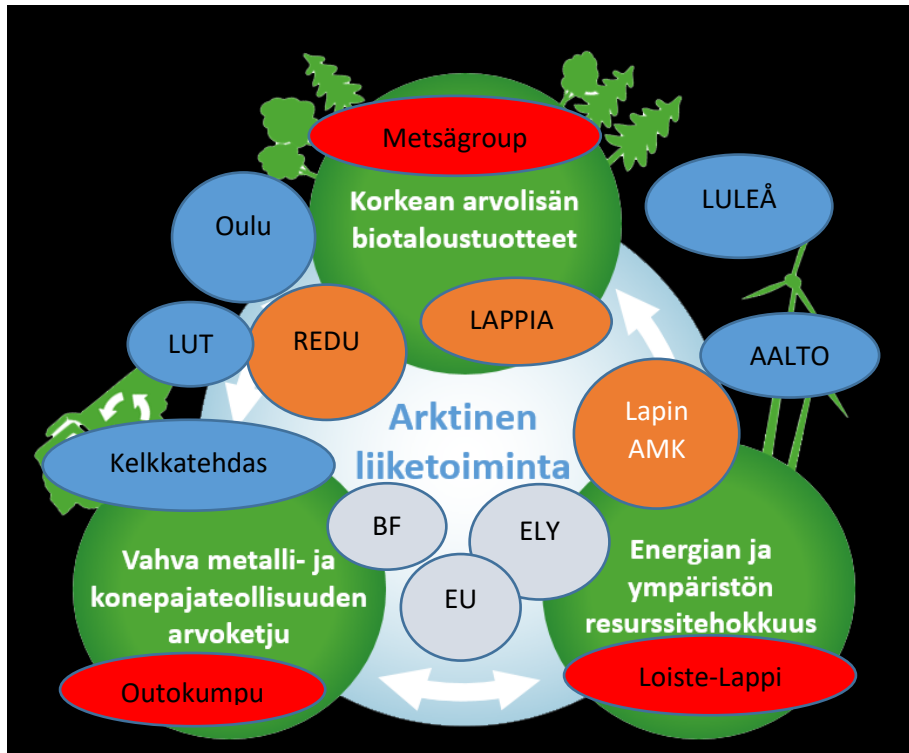 Metsägroup
Korkean arvolisän
biotaloustuotteet
LULEÅ
Oulu
LAPPIA
REDU
LUT
AALTO
Arktinen
liiketoiminta
Lapin
AMK
Kelkkatehdas
BF
ELY
EU
Vahva metalli- ja
konepajateollisuuden
arvoketju
Energian ja
ympäristön
resurssitehokkuus
Outokumpu
Loiste-Lappi